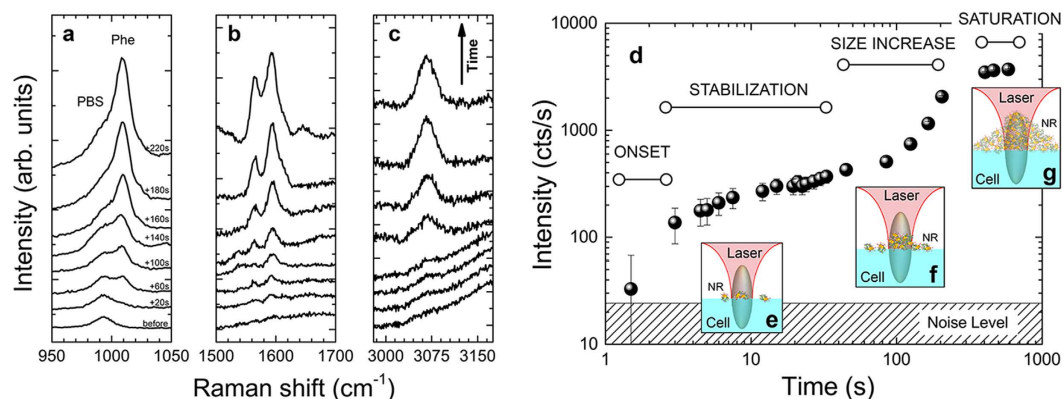 a
Phe
PBS
+220s
+180s
+160s
+140s
+100s
+60s
+20s
before
950 1000 1050
b
1500 1600 1700
c
Time
3000 3075 3150
Intensity (arb. units)
Raman shift (cm-1)
d
10000
1000
100
10
Intensity (cts/s)
ONSET
STABILIZATION
SIZE INCREASE
SATURATION
Laser
NR
Cell
e
Laser
NR
Cell
f
Laser
NR
Cell
g
Noise Level
1 10 100 1000
Time (s)